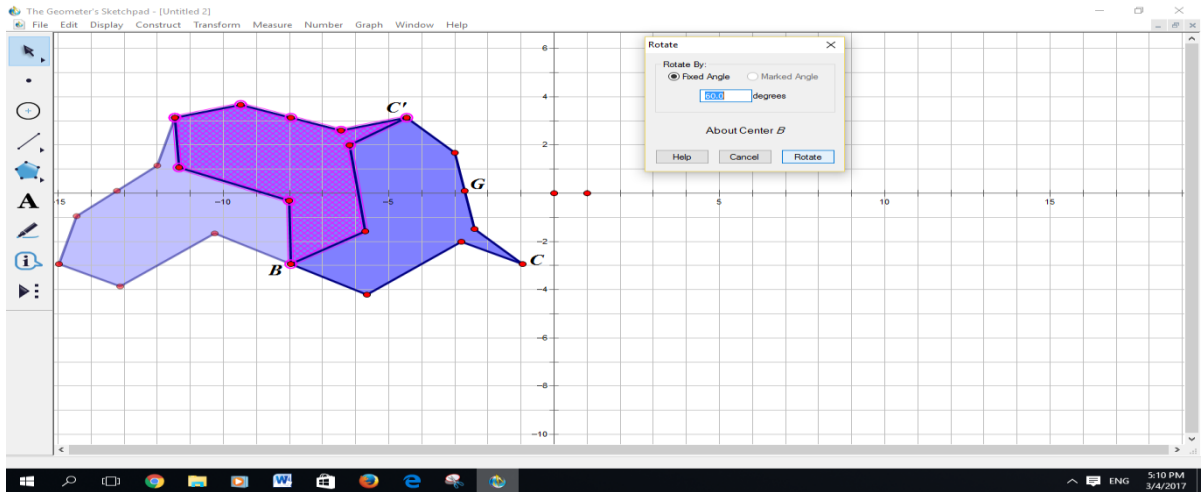 The Geometer's Sketchpad - [Untitled 2]
File Edit Display Construct Transform Measure Number Graph Window Help
Rotate
Rotate By:
Fixed Angle Marked Angle
60.0 degrees
About Center B
Help Cancel Rotate
6
4
2
-15 -10 -5 5 10 15
-2
-4
-6
-8
-10
C'
G
B
C
A
5:10 PM
ENG
3/4/2017